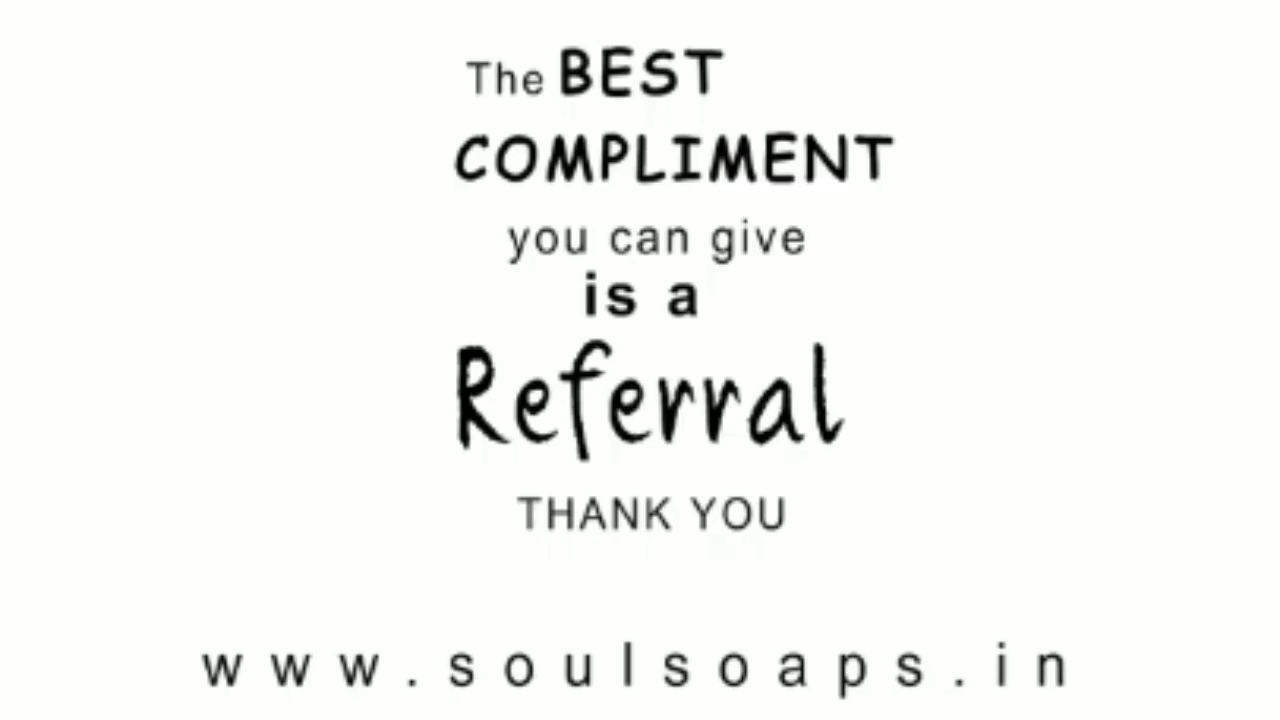 The BEST
COMPLIMENT
you can give
is a
Referral
THANK YOU
www.soulsoaps.in